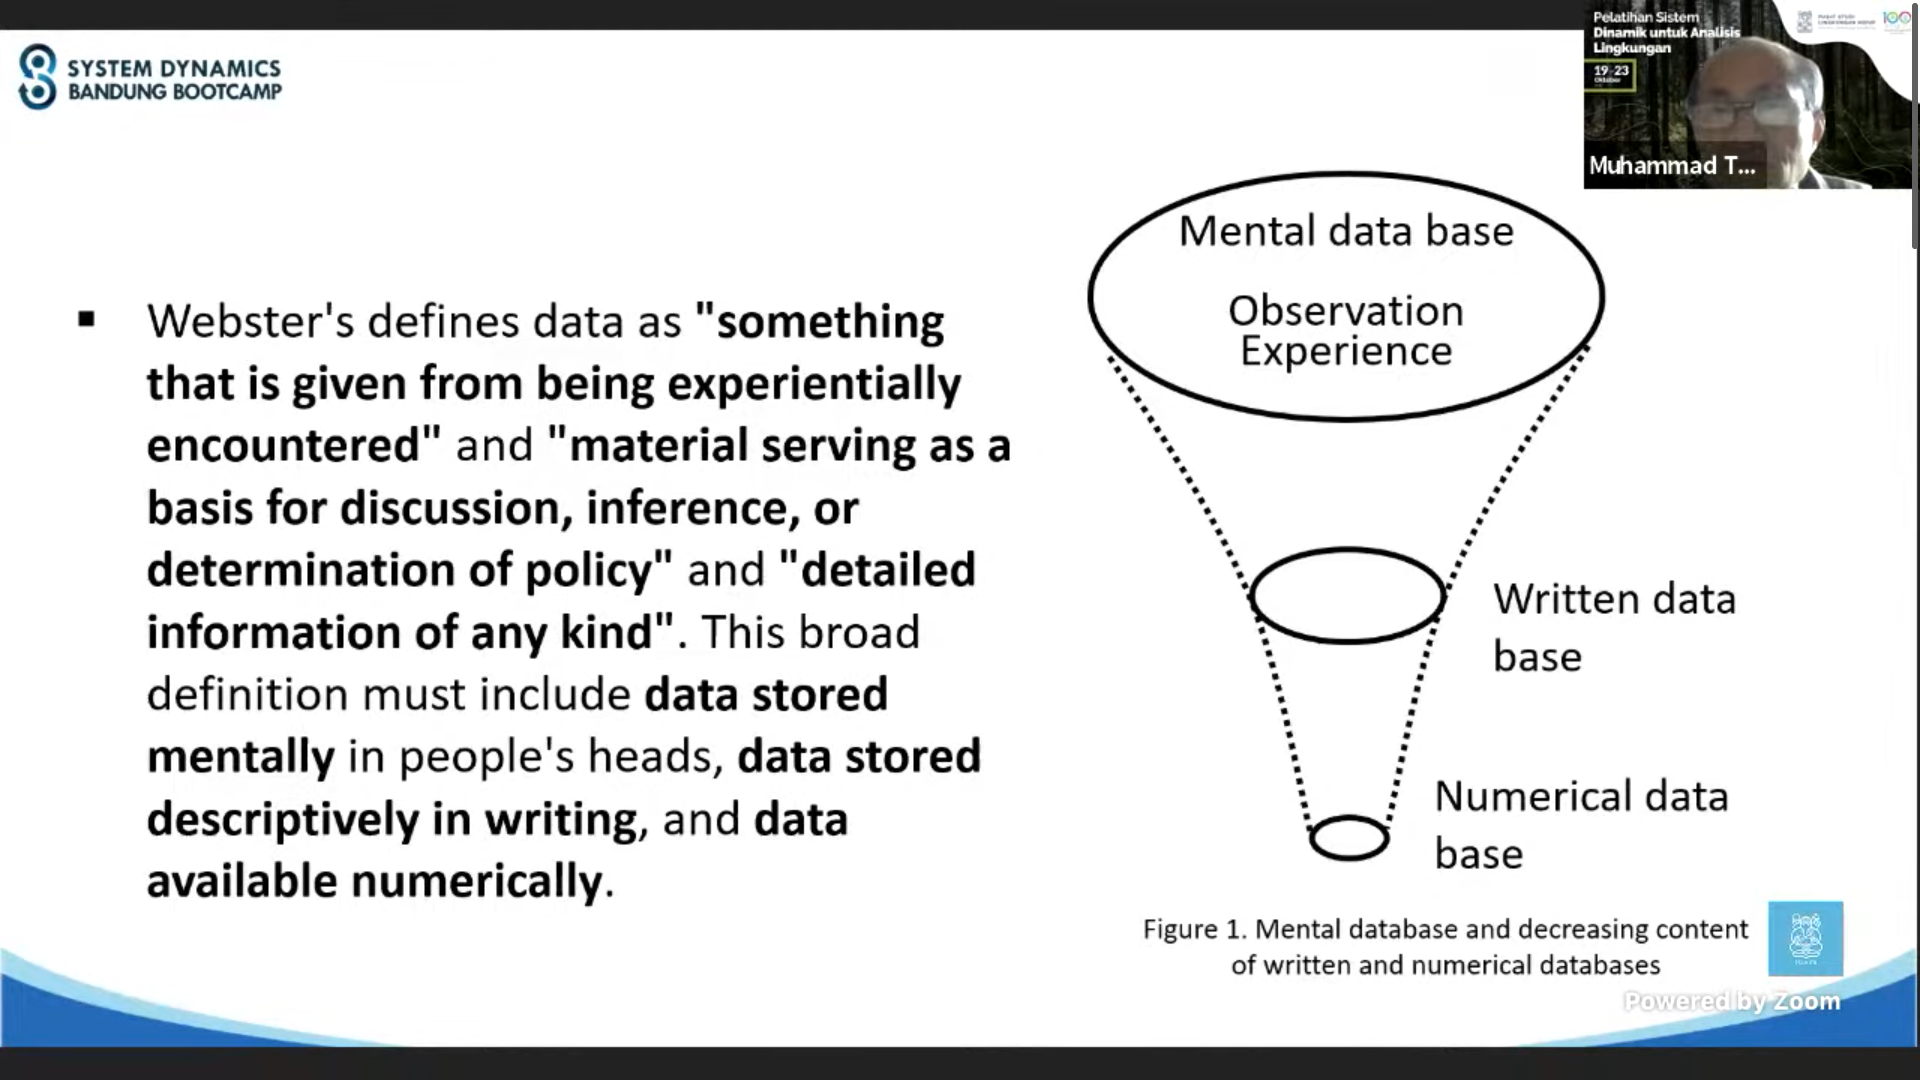 SYSTEM DYNAMICS
BANDUNG BOOTCAMP
Pelatihan Sistem
Dinamik untuk Analisis
Lingkungan
19 23
Oktober
100
Muhammad T...
▪ Webster's defines data as "something
that is given from being experientially
encountered" and "material serving as a
basis for discussion, inference, or
determination of policy" and "detailed
information of any kind". This broad
definition must include data stored
mentally in people's heads, data stored
descriptively in writing, and data
available numerically.
Mental data base
Observation
Experience
Written data
base
Numerical data
base
Figure 1. Mental database and decreasing content
of written and numerical databases
Powered by Zoom